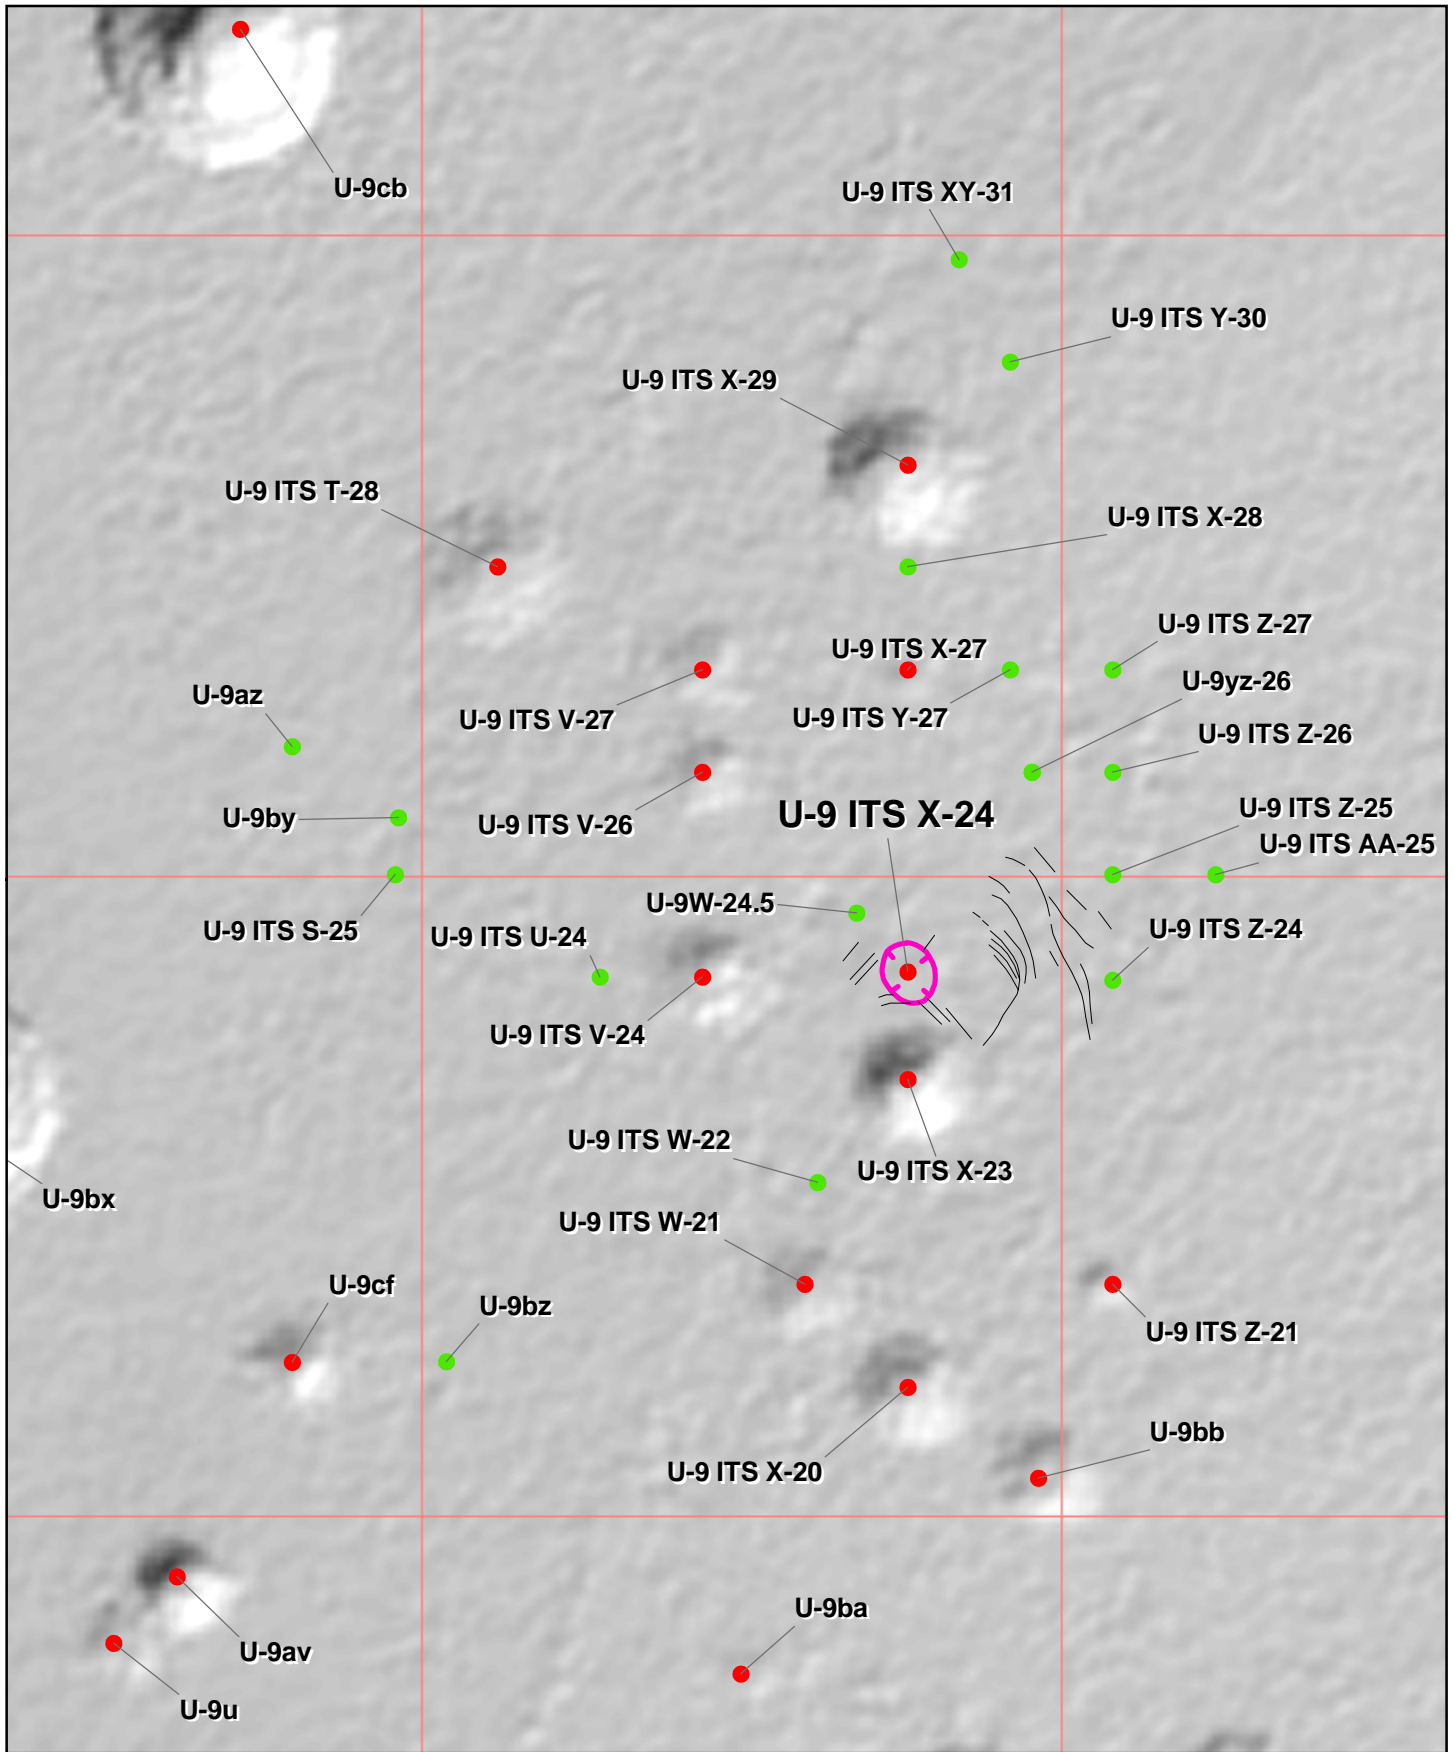 U-9cb
U-9 ITS XY-31
U-9 ITS Y-30
U-9 ITS X-29
U-9 ITS T-28
U-9 ITS X-28
U-9 ITS Z-27
U-9 ITS X-27
U-9yz-26
U-9az
U-9 ITS V-27
U-9 ITS Y-27
U-9 ITS Z-26
U-9by
U-9 ITS V-26
U-9 ITS X-24
U-9 ITS Z-25
U-9 ITS AA-25
U-9W-24.5
U-9 ITS S-25
U-9 ITS U-24
U-9 ITS Z-24
U-9 ITS V-24
U-9 ITS W-22
U-9 ITS X-23
U-9bx
U-9 ITS W-21
U-9cf
U-9bz
U-9 ITS Z-21
U-9bb
U-9 ITS X-20
U-9ba
U-9av
U-9u